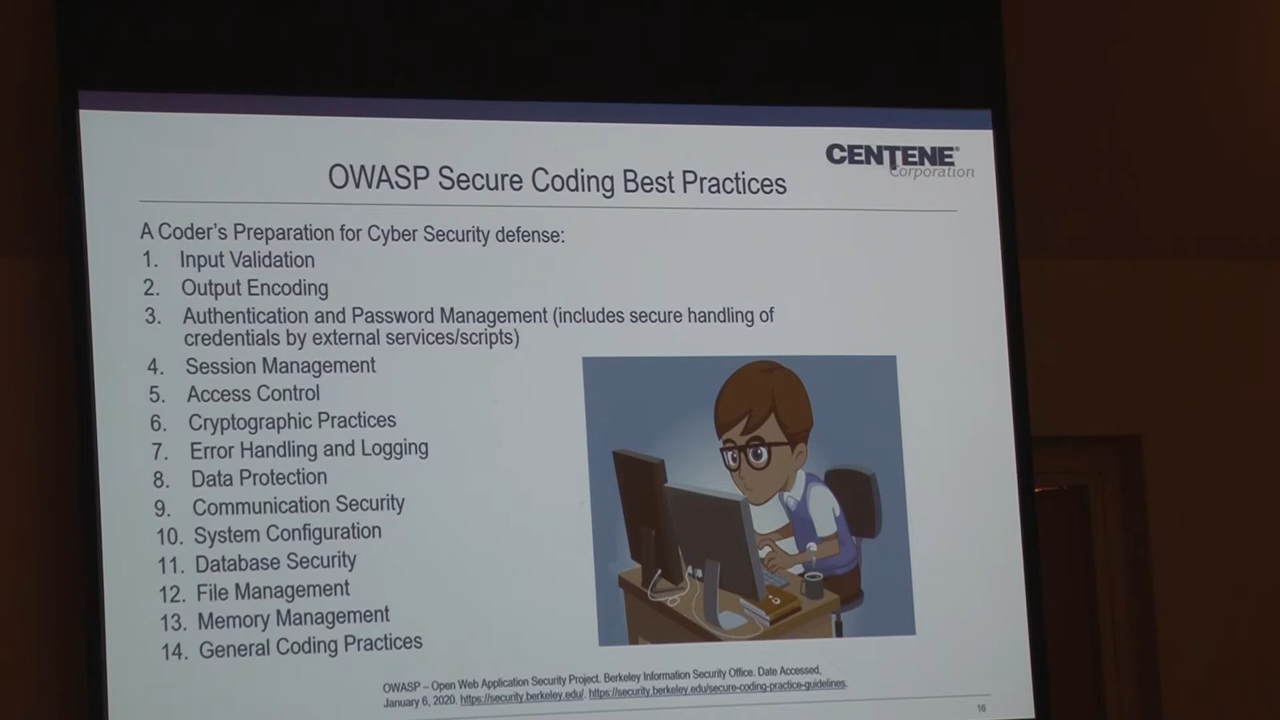 CENTENE®
Corporation
OWASP Secure Coding Best Practices
A Coder's Preparation for Cyber Security defense:
1. Input Validation
2. Output Encoding
3. Authentication and Password Management (includes secure handling of
credentials by external services/scripts)
4. Session Management
5. Access Control
6. Cryptographic Practices
7. Error Handling and Logging
8. Data Protection
9. Communication Security
10. System Configuration
11. Database Security
12. File Management
13. Memory Management
14. General Coding Practices
OWASP – Open Web Application Security Project. Berkeley Information Security Office. Date Accessed,
January 6, 2020. https://security.berkeley.edu/. https://security.berkeley.edu/secure-coding-practice-guidelines.
16